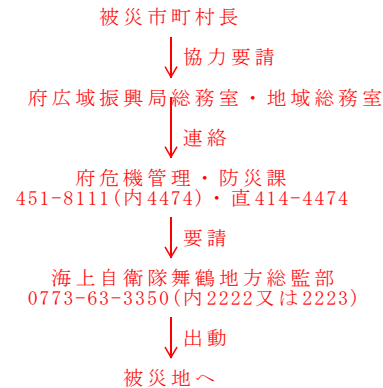 被災市町村長
協力要請
府広域振興局総務室・地域総務室
連絡
府危機管理・防災課
451-8111(内4474)・直414-4474
要請
海上自衛隊舞鶴地方総監部
0773-63-3350(内2222又は2223)
出動
被災地へ